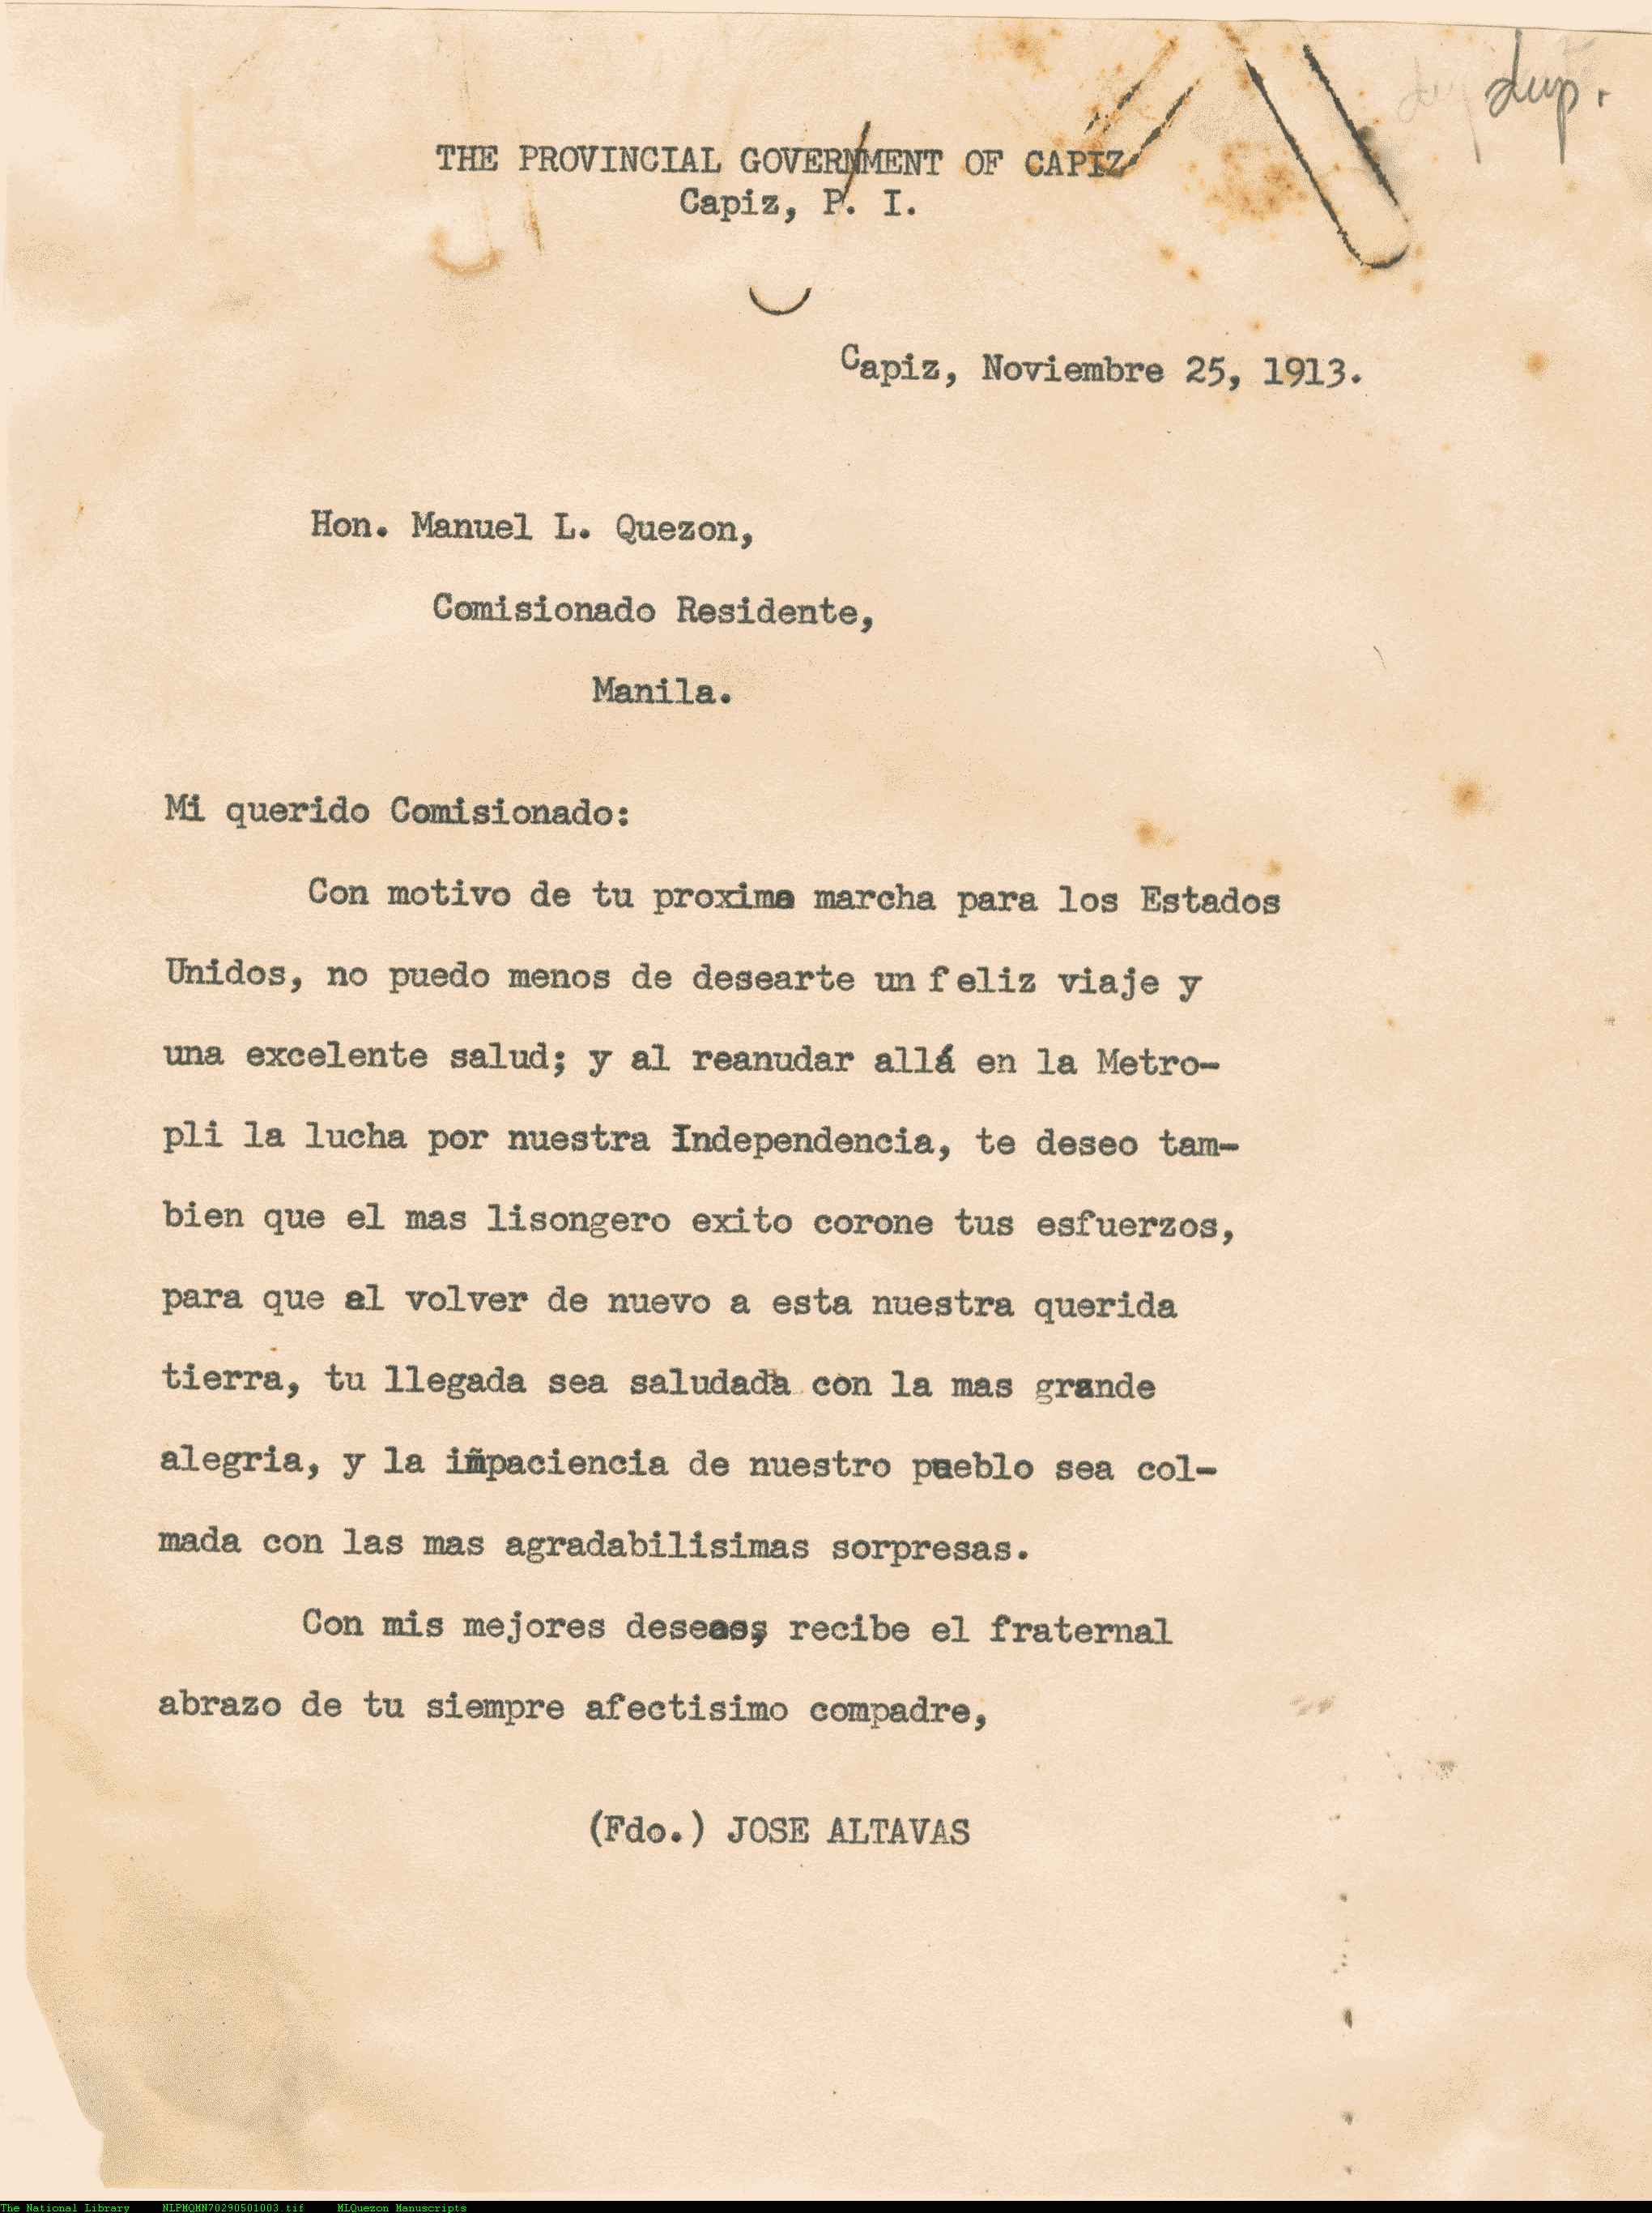 dup.
THE PROVINCIAL GOVERNMENT OF CAPIZ
Capiz, P. I.
Capiz, Noviembre 25, 1913.
Hon. Manuel L. Quezon,
Comisionado Residente,
Manila.
Mi querido Comisionado:
Con motivo de tu proxima marcha para los Estados
Unidos, no puedo menos de desearte un feliz viaje y
una excelente salud; y al reanudar allá en la Metro-
pli la lucha por nuestra Independencia, te deseo tam-
bien que el mas lisongero exito corone tus esfuerzos,
para que al volver de nuevo a esta nuestra querida
tierra, tu llegada sea saludada con la mas grande
alegria, y la impaciencia de nuestro pueblo sea col-
mada con las mas agradabilisimas sorpresas.
Con mis mejores deseos, recibe el fraternal
abrazo de tu siempre afectisimo compadre,
(Fdo.) JOSE ALTAVAS
The National Library NLPMQMN70290501003.tif MLQuezon Manuscripts